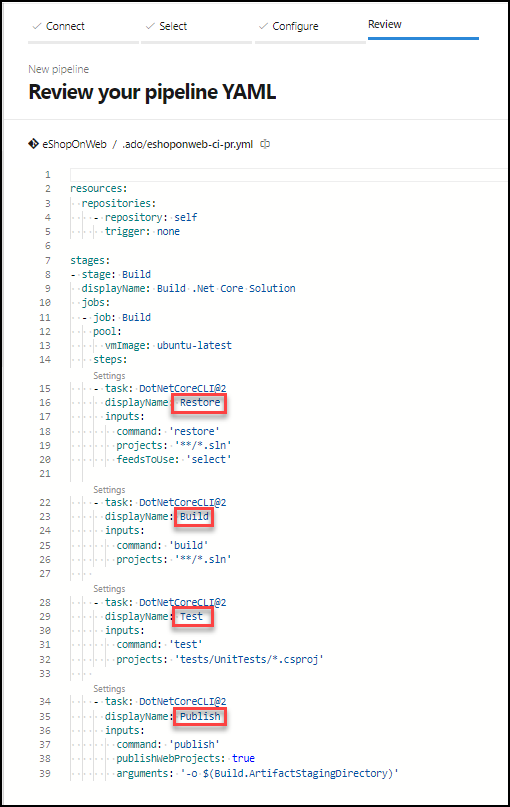 Connect Select Configure Review
New pipeline
Review your pipeline YAML
eShopOnWeb / .ado/eshoponweb-ci-pr.yml
1
2 resources:
3 repositories:
4 - repository: self
5 trigger: none
6
7 stages:
8 - stage: Build
9 displayName: Build .Net Core Solution
10 jobs:
11 - job: Build
12 pool:
13 vmImage: ubuntu-latest
14 steps:
Settings
15 - task: DotNetCoreCLI@2
16 displayName: Restore
17 inputs:
18 command: 'restore'
19 projects: '**/*.sln'
20 feedsToUse: 'select'
21
Settings
22 - task: DotNetCoreCLI@2
23 displayName: Build
24 inputs:
25 command: 'build'
26 projects: '**/*.sln'
27
Settings
28 - task: DotNetCoreCLI@2
29 displayName: Test
30 inputs:
31 command: 'test'
32 projects: 'tests/UnitTests/*.csproj'
33
Settings
34 - task: DotNetCoreCLI@2
35 displayName: Publish
36 inputs:
37 command: 'publish'
38 publishWebProjects: true
39 arguments: '-o $(Build.ArtifactStagingDirectory)'